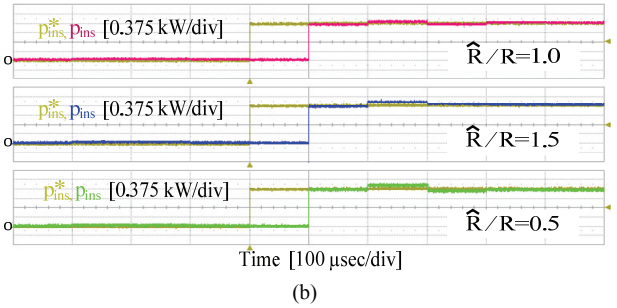 p*ins, pins [0.375 kW/div]
o
R̂/R=1.0
p*ins, pins [0.375 kW/div]
o
R̂/R=1.5
p*ins, pins [0.375 kW/div]
o
R̂/R=0.5
Time [100 μsec/div]
(b)